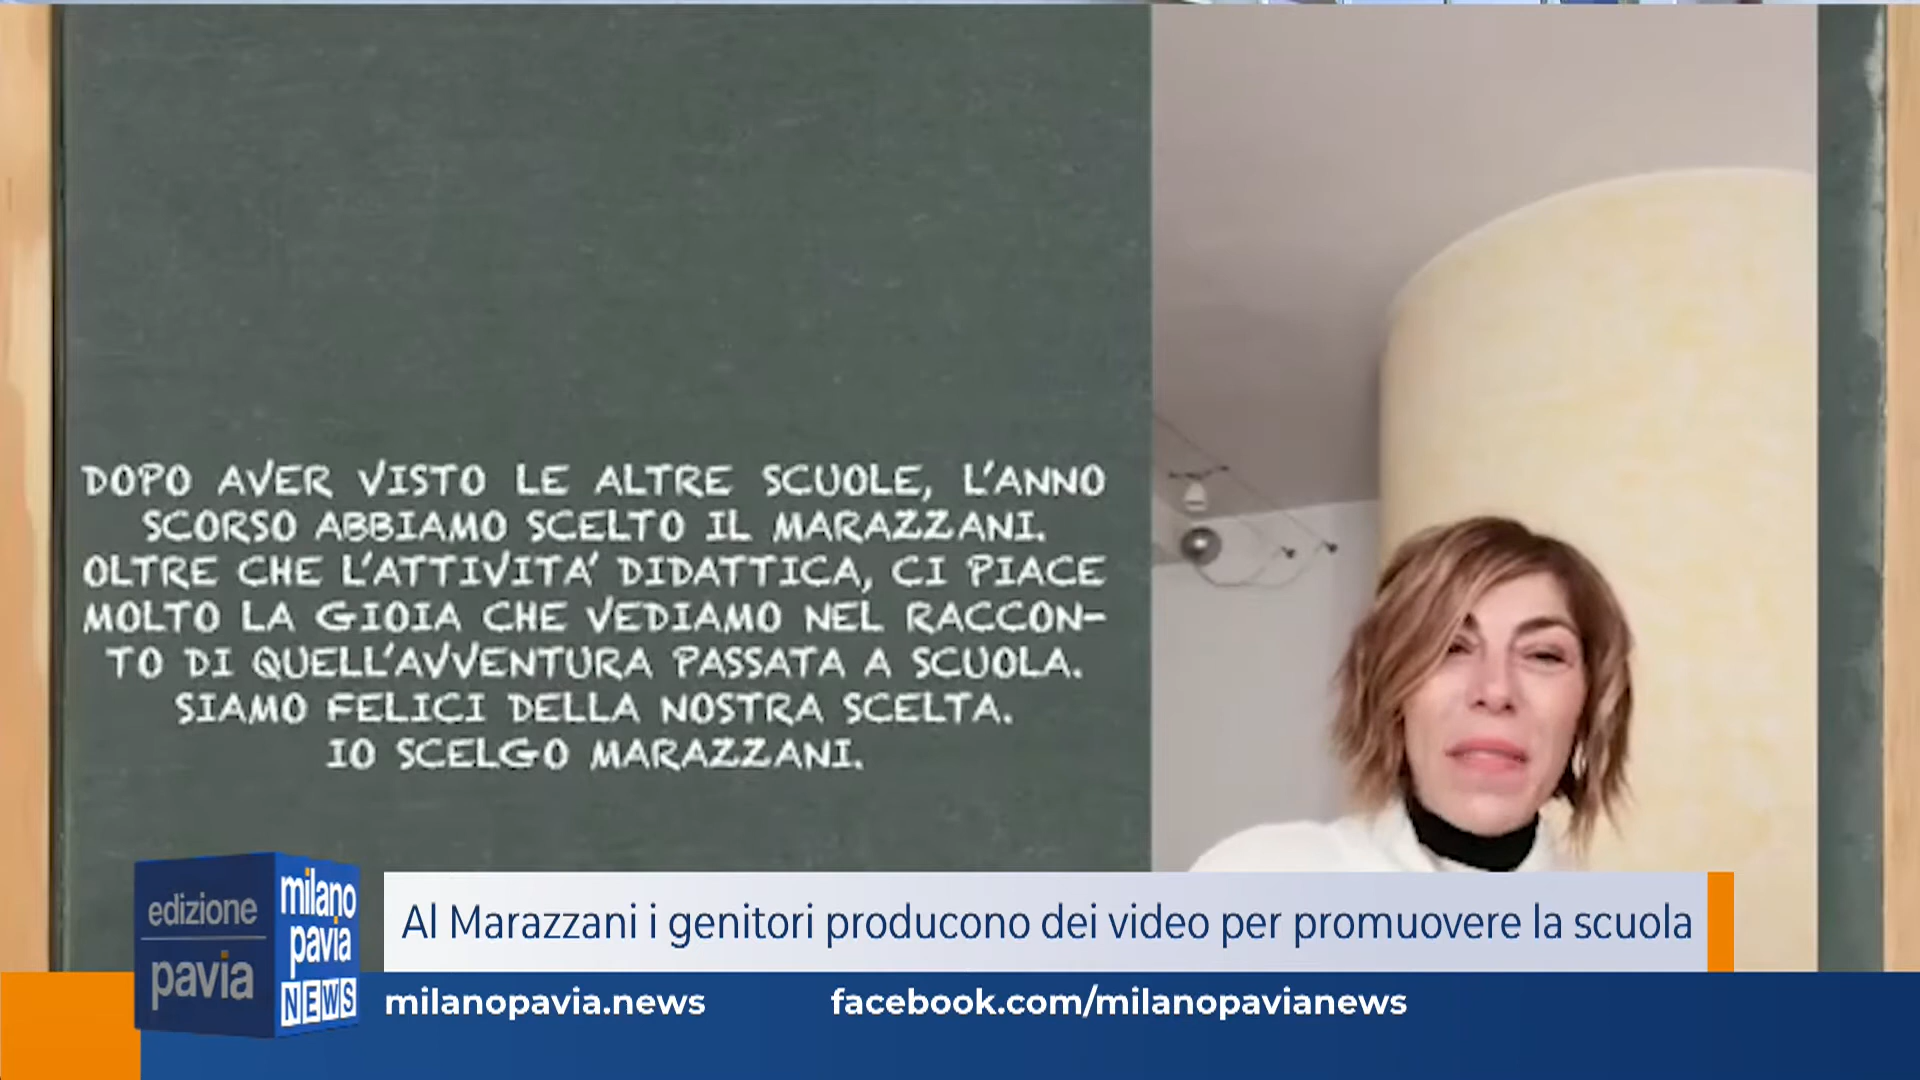 DOPO AVER VISTO LE ALTRE SCUOLE, L'ANNO
SCORSO ABBIAMO SCELTO IL MARAZZANI.
OLTRE CHE L'ATTIVITA' DIDATTICA, CI PIACE
MOLTO LA GIOIA CHE VEDIAMO NEL RACCON-
TO DI QUELL'AVVENTURA PASSATA A SCUOLA.
SIAMO FELICI DELLA NOSTRA SCELTA.
IO SCELGO MARAZZANI.
edizione
pavia
milano
pavia
NEWS
Al Marazzani i genitori producono dei video per promuovere la scuola
milanopavia.news
facebook.com/milanopavianews